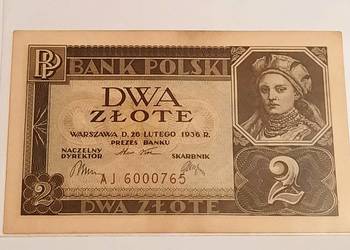 BP
BANK POLSKI
DWA
ZŁOTE
WARSZAWA D. 26 LUTEGO 1936 R.
PREZES BANKU
NACZELNY
DYREKTOR
SKARBNIK
AJ 6000765
2
2
DWA ZŁOTE